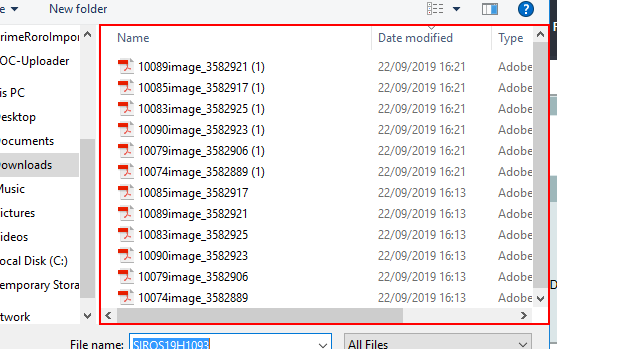 New folder
rimeRoroImpor
OC-Uploader
is PC
esktop
ocuments
ownloads
Music
ictures
ideos
ocal Disk (C:)
emporary Stora
etwork
Name Date modified Type
10089image_3582921 (1) 22/09/2019 16:21 Adobe
10085image_3582917 (1) 22/09/2019 16:21 Adobe
10083image_3582925 (1) 22/09/2019 16:21 Adobe
10090image_3582923 (1) 22/09/2019 16:21 Adobe
10079image_3582906 (1) 22/09/2019 16:21 Adobe
10074image_3582889 (1) 22/09/2019 16:21 Adobe
10085image_3582917 22/09/2019 16:13 Adobe
10089image_3582921 22/09/2019 16:13 Adobe
10083image_3582925 22/09/2019 16:13 Adobe
10090image_3582923 22/09/2019 16:13 Adobe
10079image_3582906 22/09/2019 16:13 Adobe
10074image_3582889 22/09/2019 16:13 Adobe
File name: SIROS19H1093 All Files